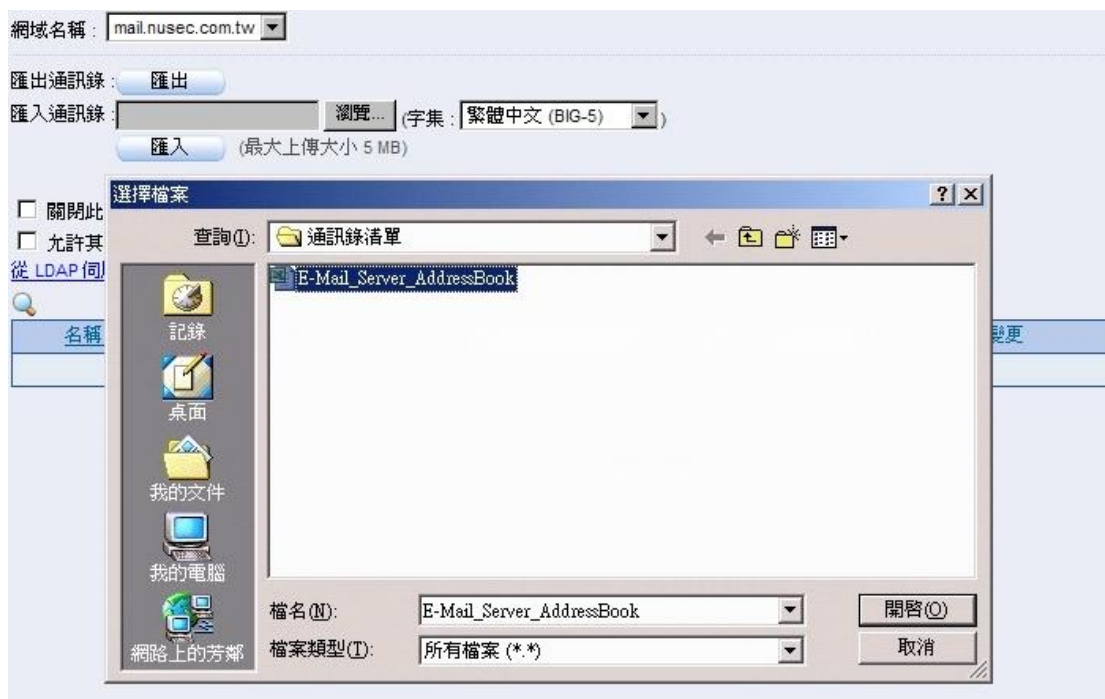 網域名稱 : mail.nusec.com.tw
匯出通訊錄 : 匯出
匯入通訊錄 : 瀏覽... (字集 : 繁體中文 (BIG-5) )
匯入 (最大上傳大小 5 MB)
選擇檔案
關閉此
允許其
從 LDAP 伺
查詢(I): 通訊錄清單
E-Mail_Server_AddressBook
記錄
名稱
變更
桌面
我的文件
我的電腦
網路上的芳鄰
檔名(N): E-Mail_Server_AddressBook 開啓(O)
檔案類型(T): 所有檔案 (*.*) 取消